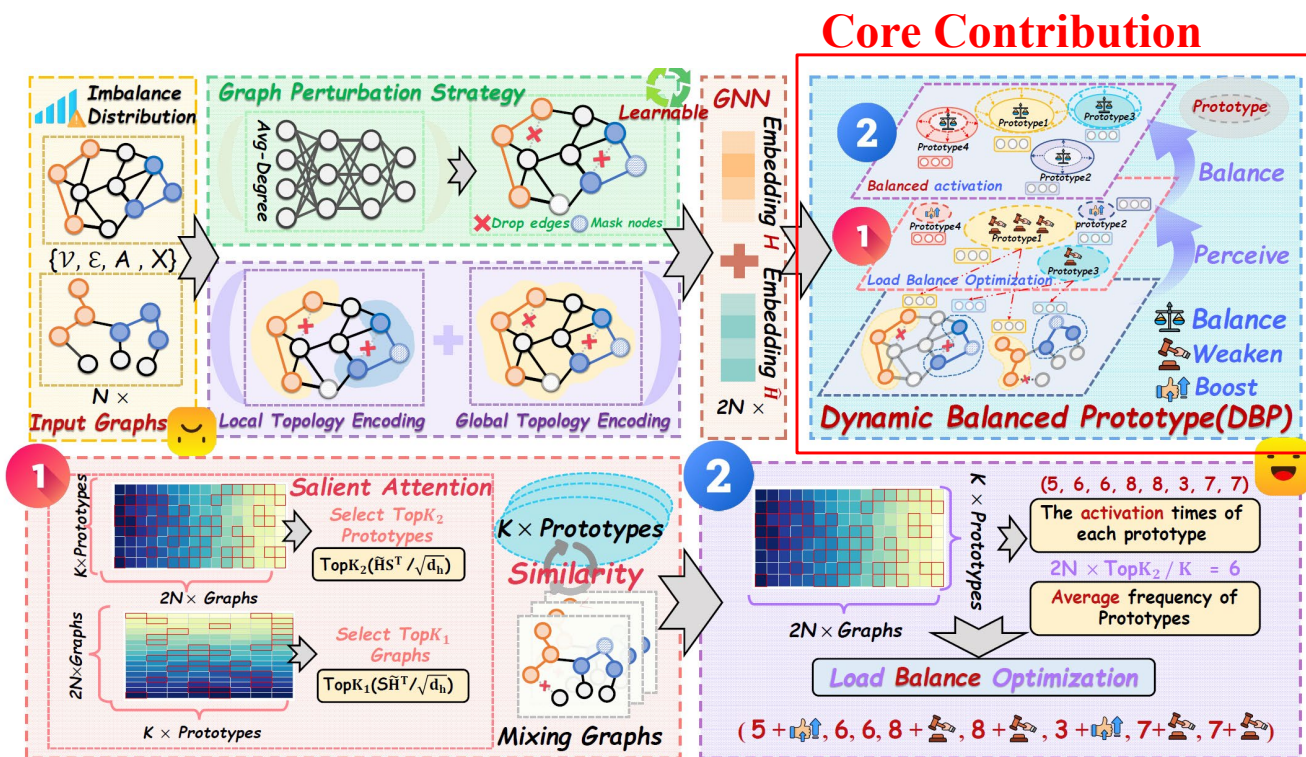 Core Contribution
Imbalance
Distribution
{𝒱, ℰ, A , X}
N ×
Input Graphs
Graph Perturbation Strategy
Learnable
Avg-Degree
Drop edges
Mask nodes
Local Topology Encoding
Global Topology Encoding
GNN
Embedding H
Embedding Ĥ
2N ×
2
Prototype4
Prototype1
Prototype3
Prototype2
Balanced activation
Prototype
Balance
1
Prototype4
Prototype1
prototype2
Prototype3
Load Balance Optimization
Perceive
Balance
Weaken
Boost
Dynamic Balanced Prototype(DBP)
1
K×Prototypes
2N × Graphs
Salient Attention
Select TopK₂
Prototypes
TopK₂(H̃Sᵀ/√d_h)
2N×Graphs
K × Prototypes
Select TopK₁
Graphs
TopK₁(SH̃ᵀ/√d_h)
K × Prototypes
Similarity
Mixing Graphs
2
K × Prototypes
2N × Graphs
(5, 6, 6, 8, 8, 3, 7, 7)
The activation times of
each prototype
2N × TopK₂ / K = 6
Average frequency of
Prototypes
Load Balance Optimization
( 5 + , 6, 6, 8 + , 8 + , 3 + , 7+ , 7+ )